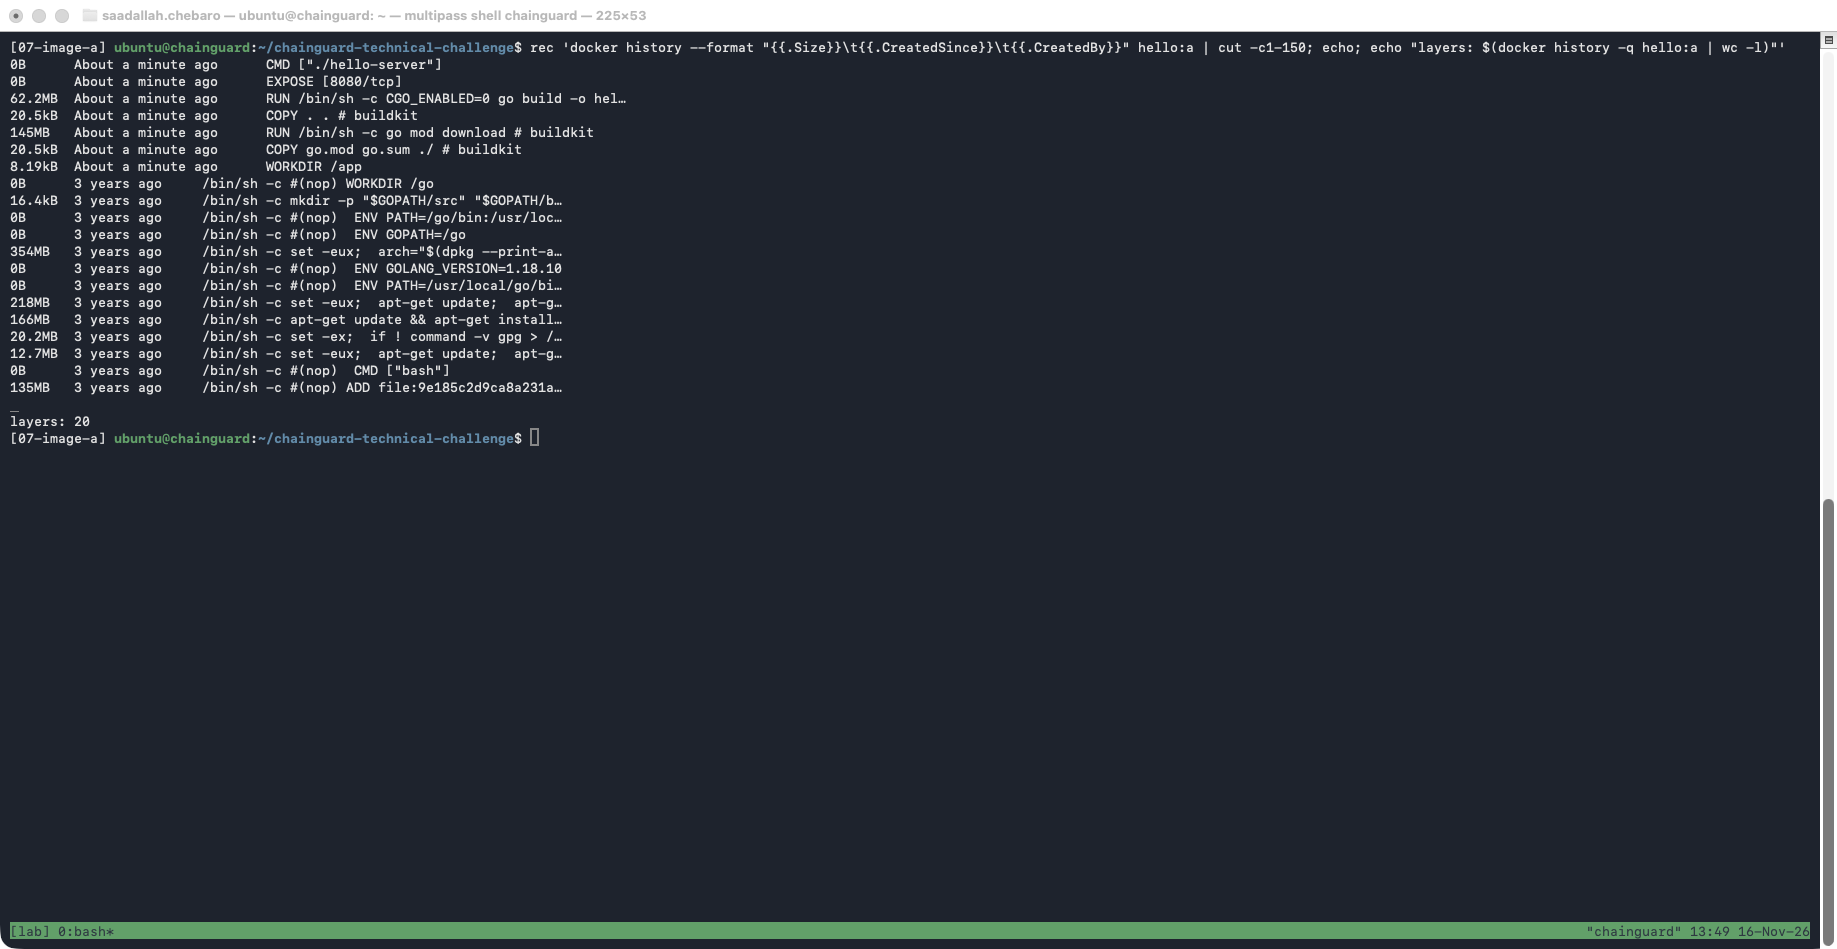 saadallah.chebaro — ubuntu@chainguard: ~ — multipass shell chainguard — 225×53
[07-image-a] ubuntu@chainguard:~/chainguard-technical-challenge$ rec 'docker history --format "{{.Size}}\t{{.CreatedSince}}\t{{.CreatedBy}}" hello:a | cut -c1-150; echo; echo "layers: $(docker history -q hello:a | wc -l)"'
0B      About a minute ago      CMD ["./hello-server"]
0B      About a minute ago      EXPOSE [8080/tcp]
62.2MB  About a minute ago      RUN /bin/sh -c CGO_ENABLED=0 go build -o hel…
20.5kB  About a minute ago      COPY . . # buildkit
145MB   About a minute ago      RUN /bin/sh -c go mod download # buildkit
20.5kB  About a minute ago      COPY go.mod go.sum ./ # buildkit
8.19kB  About a minute ago      WORKDIR /app
0B      3 years ago     /bin/sh -c #(nop) WORKDIR /go
16.4kB  3 years ago     /bin/sh -c mkdir -p "$GOPATH/src" "$GOPATH/b…
0B      3 years ago     /bin/sh -c #(nop)  ENV PATH=/go/bin:/usr/loc…
0B      3 years ago     /bin/sh -c #(nop)  ENV GOPATH=/go
354MB   3 years ago     /bin/sh -c set -eux;  arch="$(dpkg --print-a…
0B      3 years ago     /bin/sh -c #(nop)  ENV GOLANG_VERSION=1.18.10
0B      3 years ago     /bin/sh -c #(nop)  ENV PATH=/usr/local/go/bi…
218MB   3 years ago     /bin/sh -c set -eux;  apt-get update;  apt-g…
166MB   3 years ago     /bin/sh -c apt-get update && apt-get install…
20.2MB  3 years ago     /bin/sh -c set -ex;  if ! command -v gpg > /…
12.7MB  3 years ago     /bin/sh -c set -eux;  apt-get update;  apt-g…
0B      3 years ago     /bin/sh -c #(nop)  CMD ["bash"]
135MB   3 years ago     /bin/sh -c #(nop) ADD file:9e185c2d9ca8a231a…
_
layers: 20
[07-image-a] ubuntu@chainguard:~/chainguard-technical-challenge$
[lab] 0:bash* "chainguard" 13:49 16-Nov-26